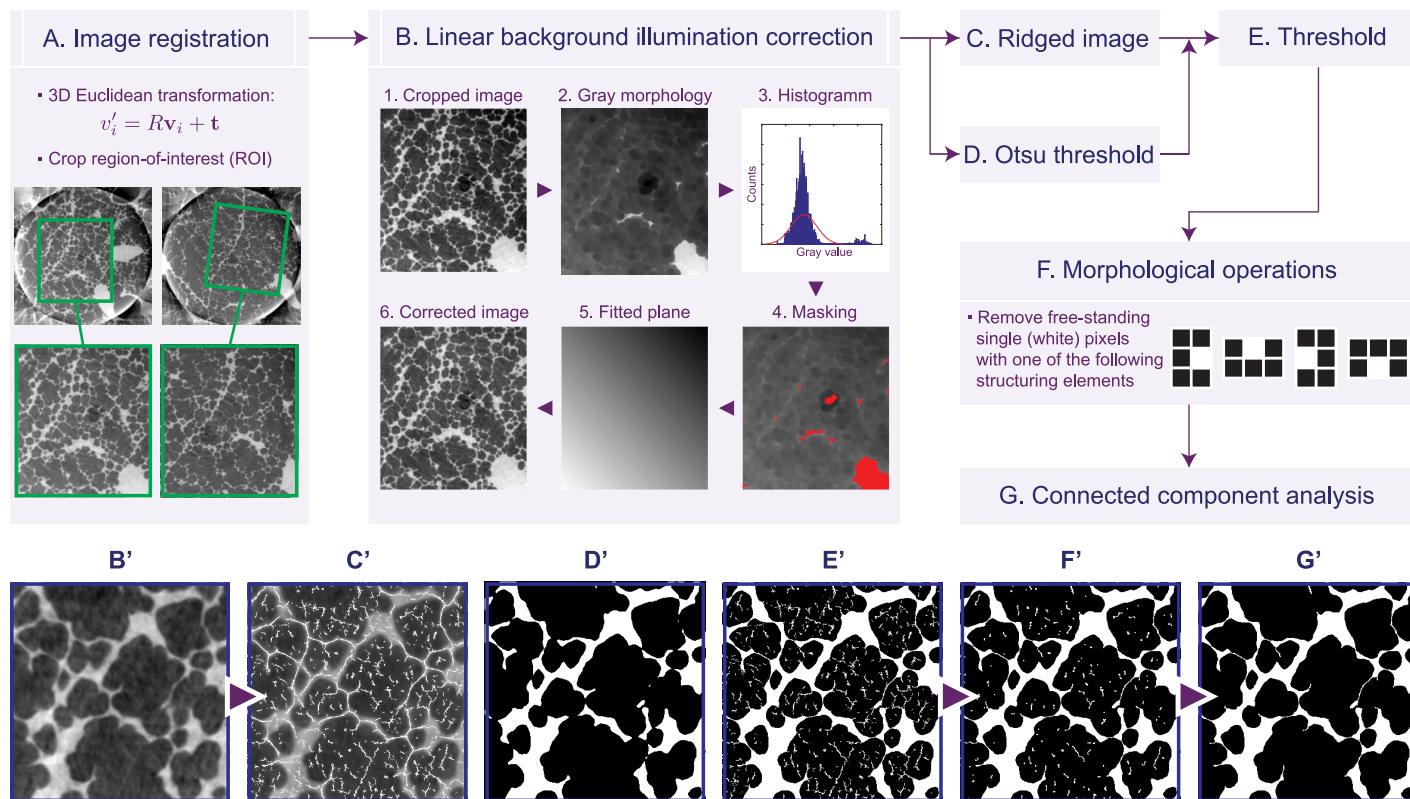 A. Image registration
▪ 3D Euclidean transformation:
v′ᵢ = Rvᵢ + t
▪ Crop region-of-interest (ROI)
B. Linear background illumination correction
1. Cropped image
2. Gray morphology
3. Histogramm
Counts
Gray value
6. Corrected image
5. Fitted plane
4. Masking
C. Ridged image
D. Otsu threshold
E. Threshold
F. Morphological operations
▪ Remove free-standing
single (white) pixels
with one of the following
structuring elements
G. Connected component analysis
B’
C’
D’
E’
F’
G’